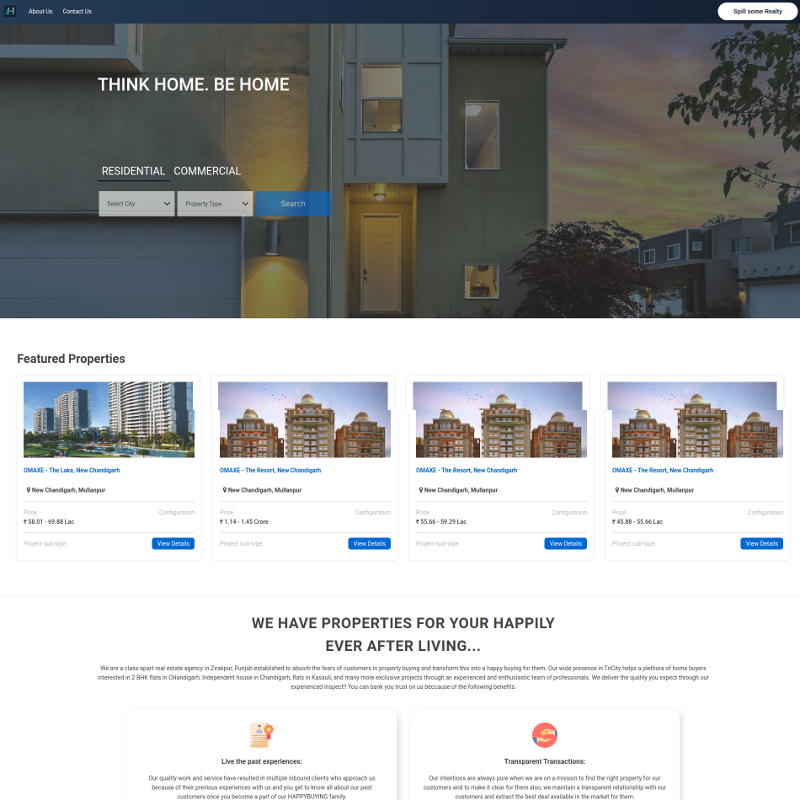 About Us Contact Us Spill some Realty
THINK HOME. BE HOME
RESIDENTIAL COMMERCIAL
Select City Property Type Search
Featured Properties
OMAXE - The Lake, New Chandigarh OMAXE - The Resort, New Chandigarh OMAXE - The Resort, New Chandigarh OMAXE - The Resort, New Chandigarh
New Chandigarh, Mullanpur New Chandigarh, Mullanpur New Chandigarh, Mullanpur New Chandigarh, Mullanpur
Price Configuration Price Configuration Price Configuration Price Configuration
₹ 58.01 - 69.88 Lac ₹ 1.14 - 1.45 Crore ₹ 55.66 - 59.29 Lac ₹ 45.88 - 55.66 Lac
Project sub-type: View Details Project sub-type: View Details Project sub-type: View Details Project sub-type: View Details
WE HAVE PROPERTIES FOR YOUR HAPPILY
EVER AFTER LIVING...
We are a class-apart real estate agency in Zirakpur, Punjab established to absorb the fears of customers in property buying and transform this into a happy buying for them. Our wide presence in TriCity helps a plethora of home buyers
interested in 2 BHK flats in CHandigarh, Independent house in Chandigarh, flats in Kasauli, and many more exclusive projects through an experienced and enthusiastic team of professionals. We deliver the quality you expect through our
experienced inspect!! You can bank you trust on us beccause of the following benefits:
Live the past experiences: Transparent Transactions:
Our quality work and service have resulted in multiple inbound clients who approach us Our intentions are always pure when we are on a mission to find the right property for our
because of their previous experiences with us and you get to know all about our past customers and to make it clear for them also, we maintain a transparent relationship with our
customers once you become a part of our HAPPYBUYING family. customers and extract the best deal available in the market for them.